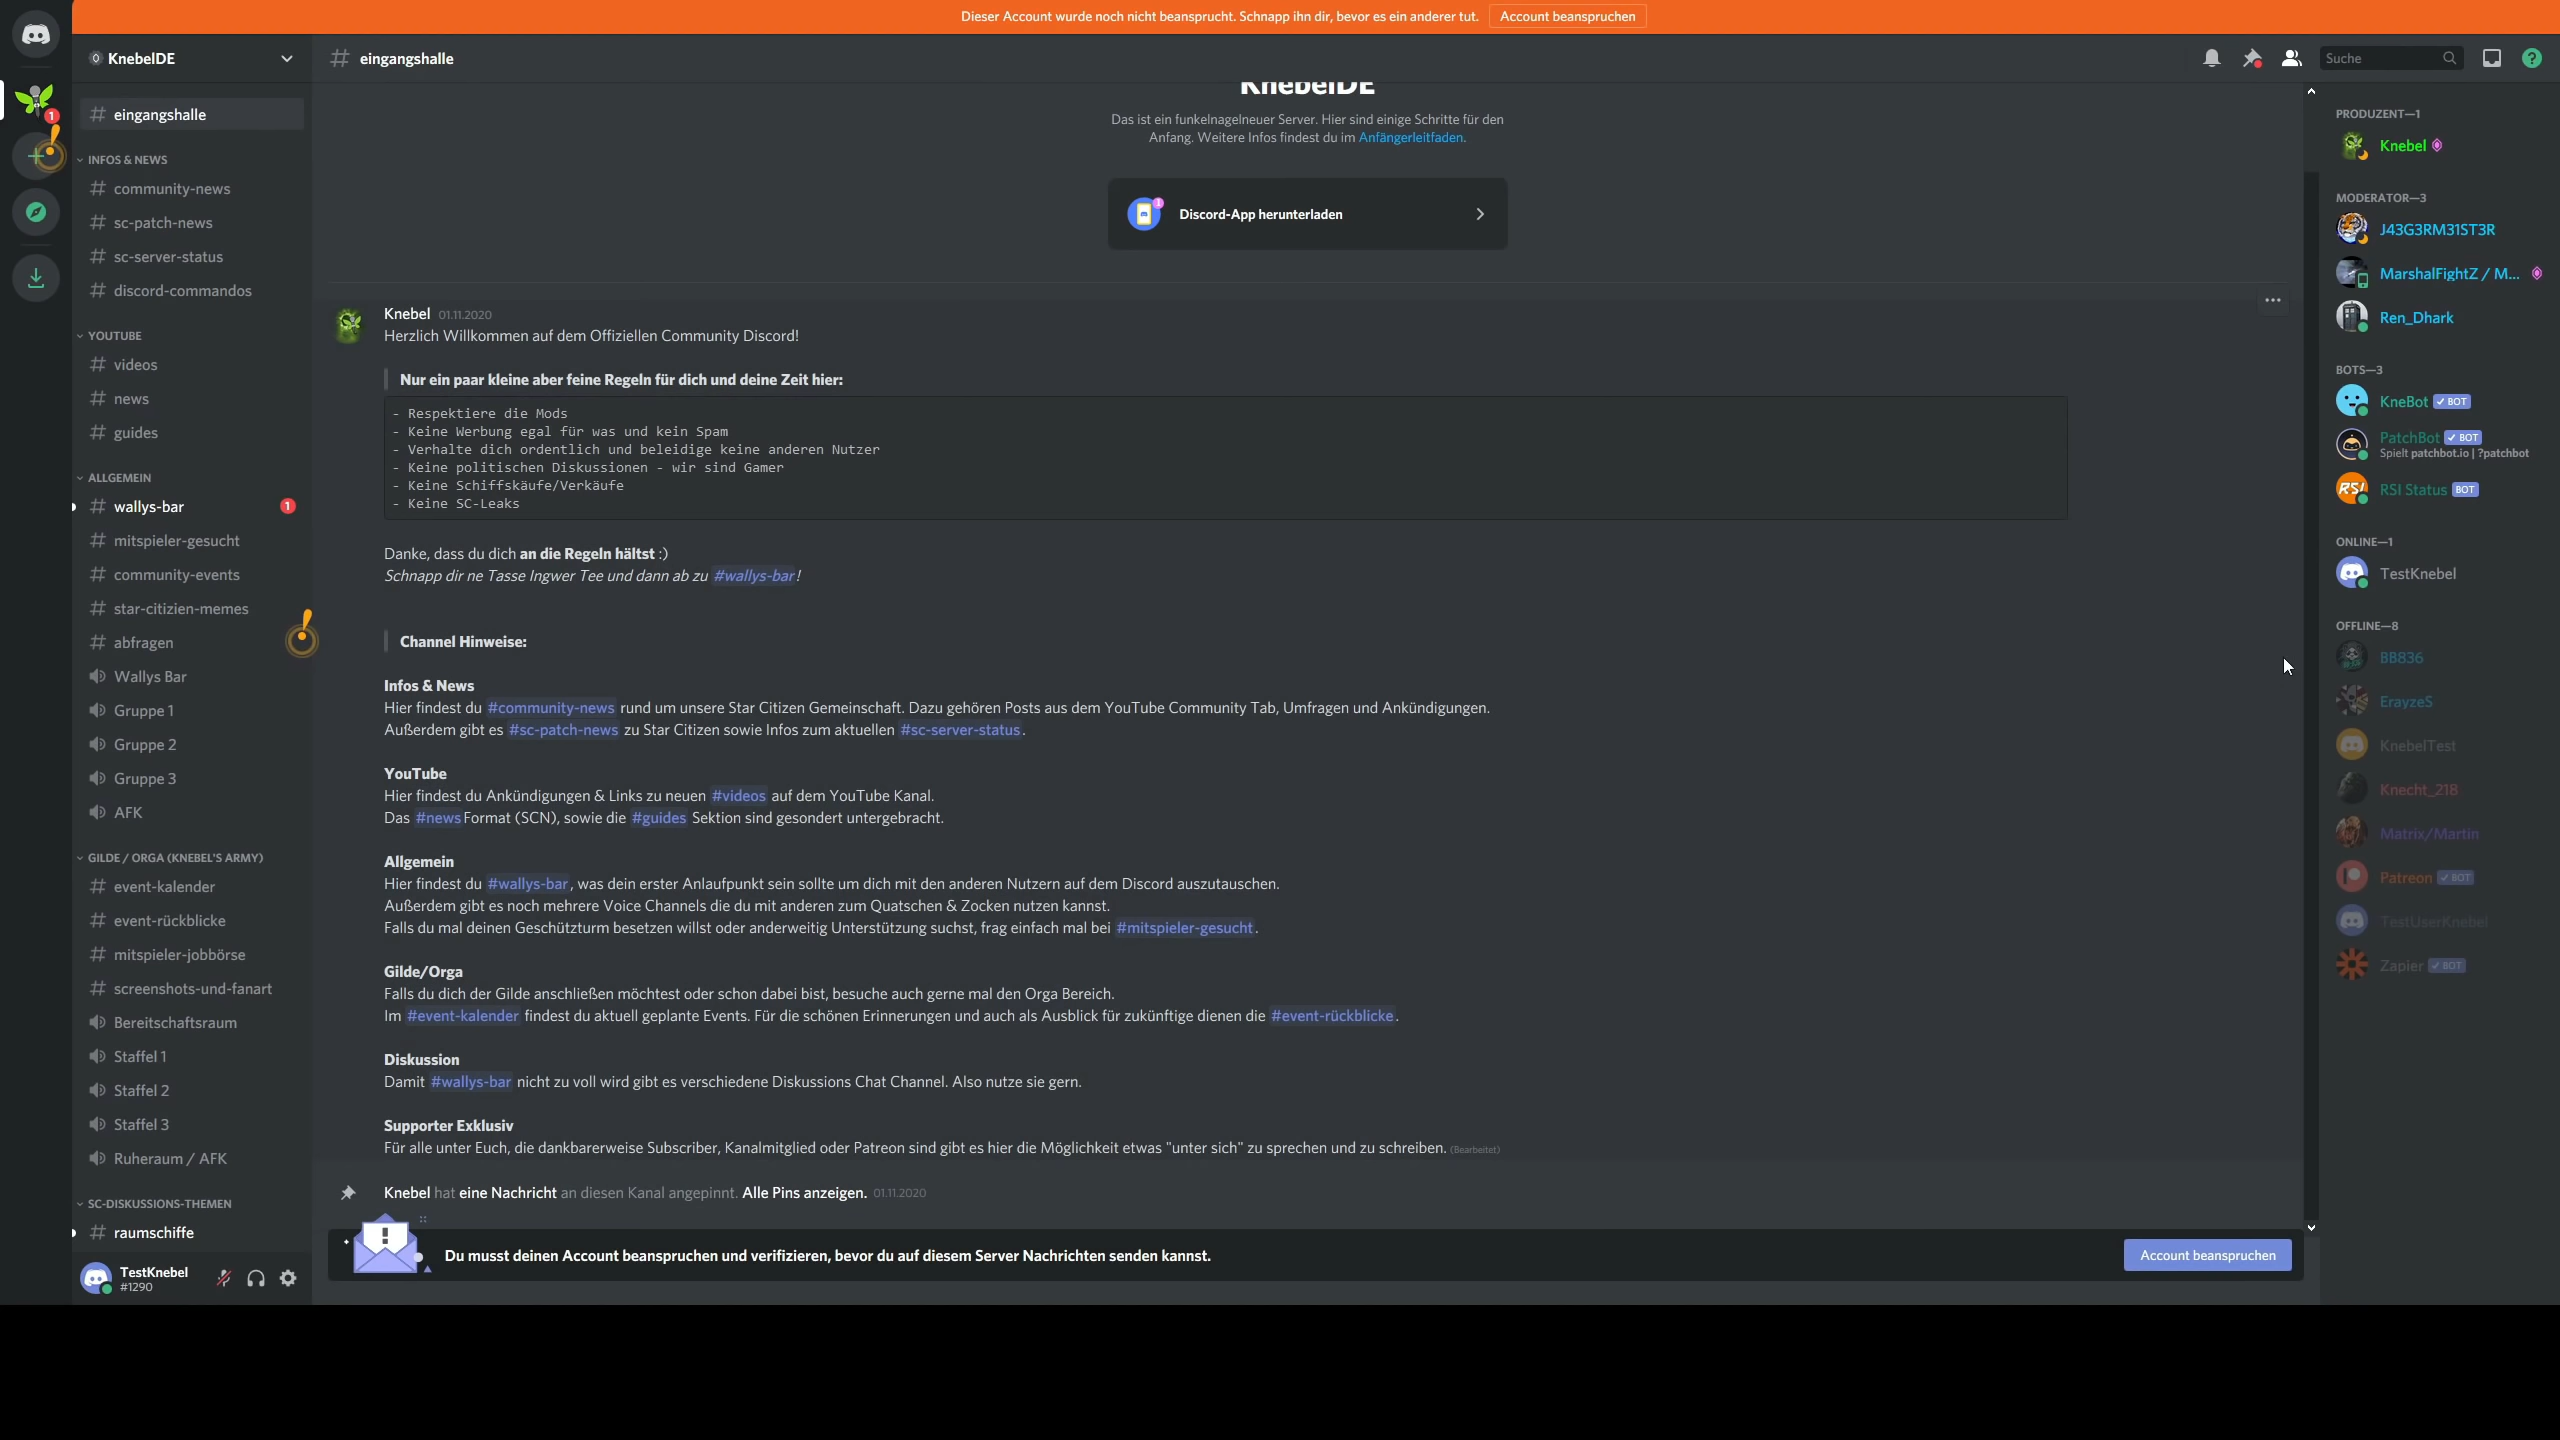 Dieser Account wurde noch nicht beansprucht. Schnapp ihn dir, bevor es ein anderer tut. Account beanspruchen
KnebelDE
eingangshalle
Suche
1
eingangshalle
INFOS & NEWS
community-news
sc-patch-news
sc-server-status
discord-commandos
YOUTUBE
videos
news
guides
ALLGEMEIN
wallys-bar 1
mitspieler-gesucht
community-events
star-citizien-memes
abfragen
Wallys Bar
Gruppe 1
Gruppe 2
Gruppe 3
AFK
GILDE / ORGA (KNEBEL'S ARMY)
event-kalender
event-rückblicke
mitspieler-jobbörse
screenshots-und-fanart
Bereitschaftsraum
Staffel 1
Staffel 2
Staffel 3
Ruheraum / AFK
SC-DISKUSSIONS-THEMEN
raumschiffe
TestKnebel
#1290
KnebelDE
Das ist ein funkelnagelneuer Server. Hier sind einige Schritte für den
Anfang. Weitere Infos findest du im Anfängerleitfaden.
Discord-App herunterladen
Knebel 01.11.2020
Herzlich Willkommen auf dem Offiziellen Community Discord!
Nur ein paar kleine aber feine Regeln für dich und deine Zeit hier:
- Respektiere die Mods
- Keine Werbung egal für was und kein Spam
- Verhalte dich ordentlich und beleidige keine anderen Nutzer
- Keine politischen Diskussionen - wir sind Gamer
- Keine Schiffskäufe/Verkäufe
- Keine SC-Leaks
Danke, dass du dich an die Regeln hältst :)
Schnapp dir ne Tasse Ingwer Tee und dann ab zu #wallys-bar!
Channel Hinweise:
Infos & News
Hier findest du #community-news rund um unsere Star Citizen Gemeinschaft. Dazu gehören Posts aus dem YouTube Community Tab, Umfragen und Ankündigungen.
Außerdem gibt es #sc-patch-news zu Star Citizen sowie Infos zum aktuellen #sc-server-status.
YouTube
Hier findest du Ankündigungen & Links zu neuen #videos auf dem YouTube Kanal.
Das #news Format (SCN), sowie die #guides Sektion sind gesondert untergebracht.
Allgemein
Hier findest du #wallys-bar, was dein erster Anlaufpunkt sein sollte um dich mit den anderen Nutzern auf dem Discord auszutauschen.
Außerdem gibt es noch mehrere Voice Channels die du mit anderen zum Quatschen & Zocken nutzen kannst.
Falls du mal deinen Geschützturm besetzen willst oder anderweitig Unterstützung suchst, frag einfach mal bei #mitspieler-gesucht.
Gilde/Orga
Falls du dich der Gilde anschließen möchtest oder schon dabei bist, besuche auch gerne mal den Orga Bereich.
Im #event-kalender findest du aktuell geplante Events. Für die schönen Erinnerungen und auch als Ausblick für zukünftige dienen die #event-rückblicke.
Diskussion
Damit #wallys-bar nicht zu voll wird gibt es verschiedene Diskussions Chat Channel. Also nutze sie gern.
Supporter Exklusiv
Für alle unter Euch, die dankbarerweise Subscriber, Kanalmitglied oder Patreon sind gibt es hier die Möglichkeit etwas "unter sich" zu sprechen und zu schreiben. (Bearbeitet)
Knebel hat eine Nachricht an diesen Kanal angepinnt. Alle Pins anzeigen. 01.11.2020
Du musst deinen Account beanspruchen und verifizieren, bevor du auf diesem Server Nachrichten senden kannst. Account beanspruchen
PRODUZENT—1
Knebel
MODERATOR—3
J43G3RM31ST3R
MarshalFightZ / M...
Ren_Dhark
BOTS—3
KneBot BOT
PatchBot BOT
Spielt patchbot.io | ?patchbot
RSI Status BOT
ONLINE—1
TestKnebel
OFFLINE—8
BB836
ErayzeS
KnebelTest
Knecht_218
Matrix/Martin
Patreon BOT
TestUserKnebel
Zapier BOT